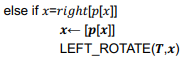 else if x=right[p[x]]
x← [p[x]]
LEFT_ROTATE(T,x)